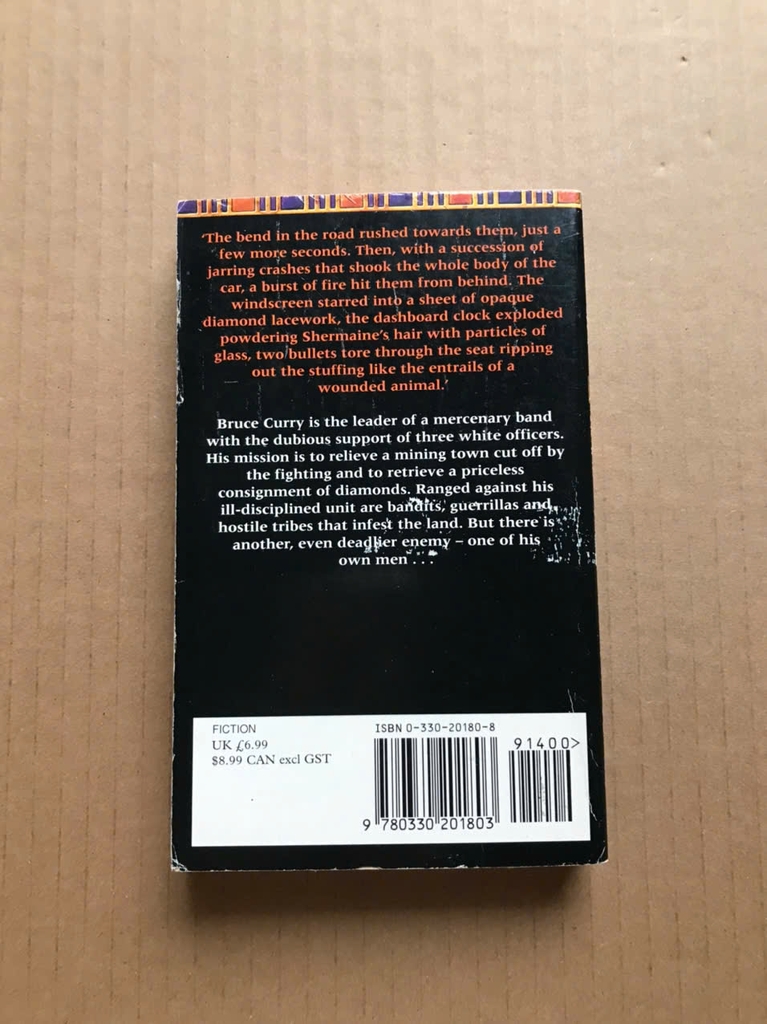 'The bend in the road rushed towards them, just a
few more seconds. Then, with a succession of
jarring crashes that shook the whole body of the
car, a burst of fire hit them from behind. The
windscreen starred into a sheet of opaque
diamond lacework, the dashboard clock exploded
powdering Shermaine's hair with particles of
glass, two bullets tore through the seat ripping
out the stuffing like the entrails of a
wounded animal.'
Bruce Curry is the leader of a mercenary band
with the dubious support of three white officers.
His mission is to relieve a mining town cut off by
the fighting and to retrieve a priceless
consignment of diamonds. Ranged against his
ill-disciplined unit are bandits, guerrillas and
hostile tribes that infest the land. But there is
another, even deadlier enemy – one of his
own men . . .
FICTION
UK £6.99
$8.99 CAN excl GST
ISBN 0-330-20180-8
91400>
9 780330 201803